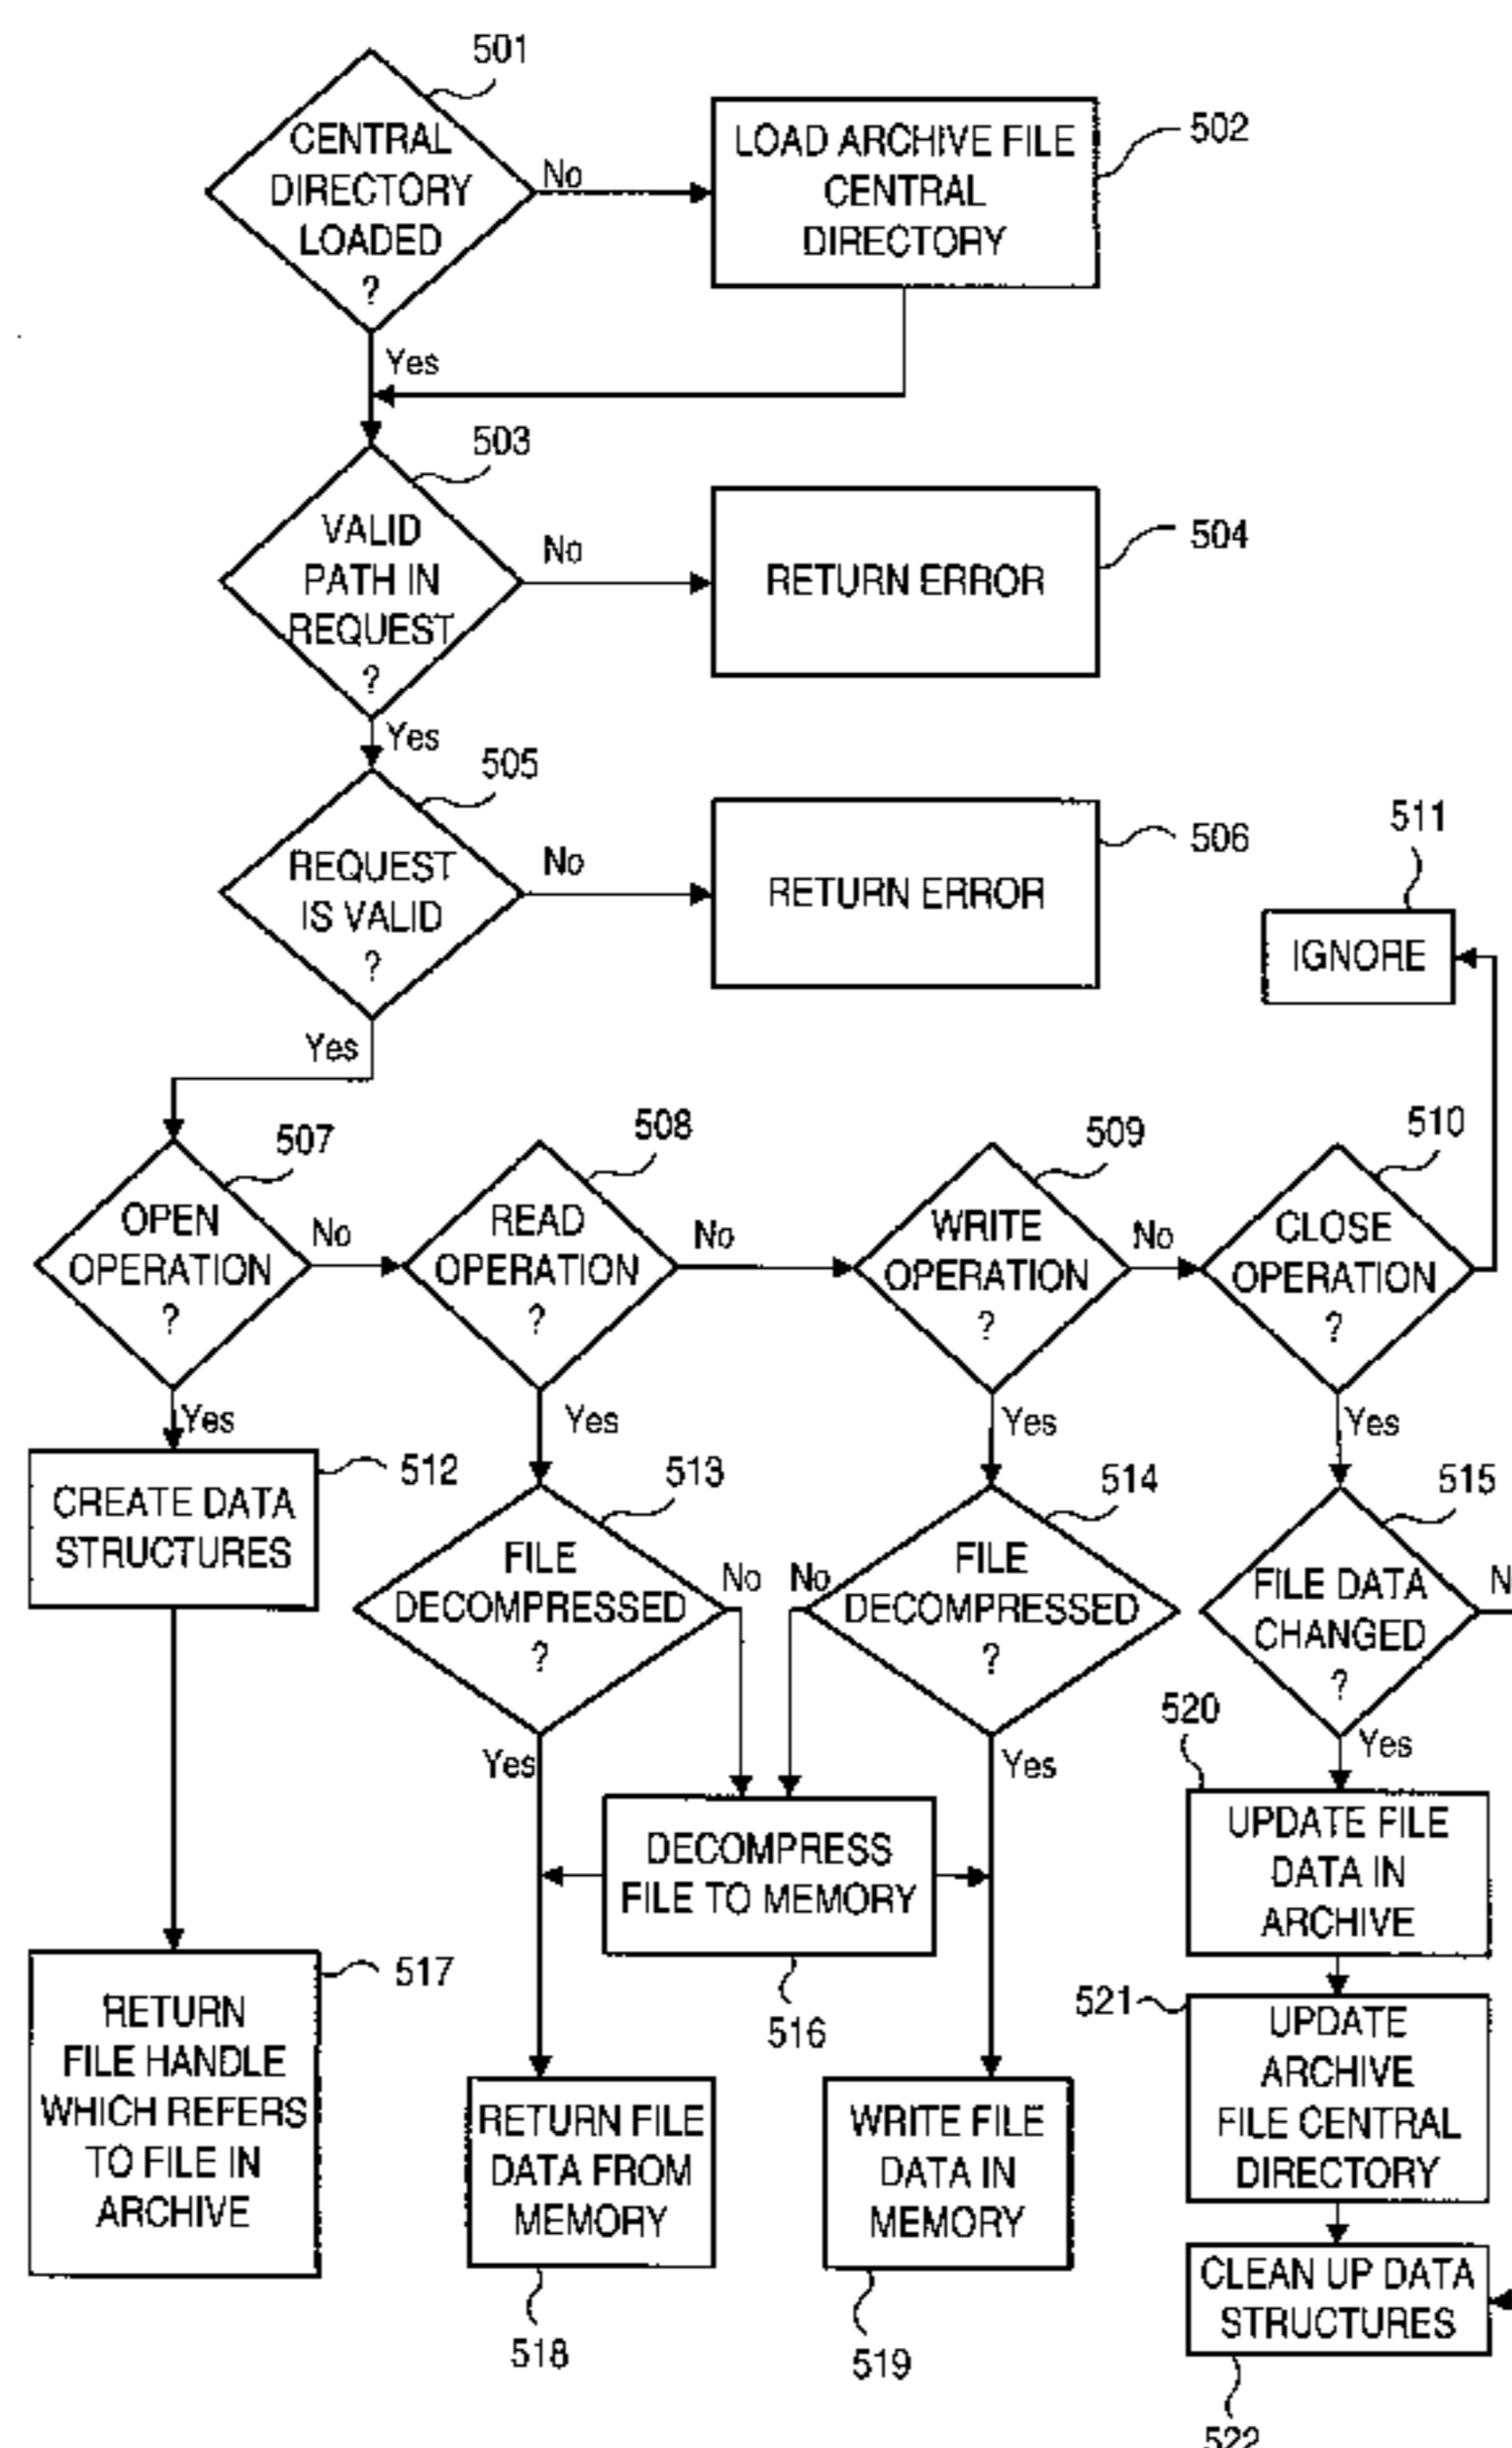 501
CENTRAL
DIRECTORY
LOADED
?
No
LOAD ARCHIVE FILE
CENTRAL
DIRECTORY
502
Yes
503
VALID
PATH IN
REQUEST
?
No
RETURN ERROR
504
Yes
505
REQUEST
IS VALID
?
No
RETURN ERROR
506
511
IGNORE
Yes
507
OPEN
OPERATION
?
No
508
READ
OPERATION
?
No
509
WRITE
OPERATION
?
No
510
CLOSE
OPERATION
?
Yes
Yes
Yes
Yes
CREATE DATA
STRUCTURES
512
513
FILE
DECOMPRESSED
?
No
514
FILE
DECOMPRESSED
?
No
515
FILE DATA
CHANGED
?
N
Yes
Yes
Yes
DECOMPRESS
FILE TO MEMORY
516
520
UPDATE FILE
DATA IN
ARCHIVE
521
UPDATE
ARCHIVE
FILE CENTRAL
DIRECTORY
RETURN
FILE HANDLE
WHICH REFERS
TO FILE IN
ARCHIVE
517
RETURN FILE
DATA FROM
MEMORY
518
WRITE FILE
DATA IN
MEMORY
519
CLEAN UP DATA
STRUCTURES
522